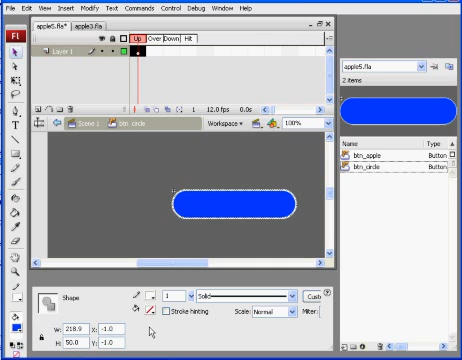 File Edit View Insert Modify Text Commands Control Debug Window Help
apple5.fla* apple3.fla
Fl
Up Over Down Hit
Layer 1
1 12.0 fps 0.0s
Scene 1 btn_circle Workspace 100%
apple5.fla
2 items
Name Type
btn_apple Button
btn_circle Button
Shape
1 Solid Cust
Stroke hinting Scale: Normal Miter:
W: 218.9 X: -1.0
H: 50.0 Y: -1.0